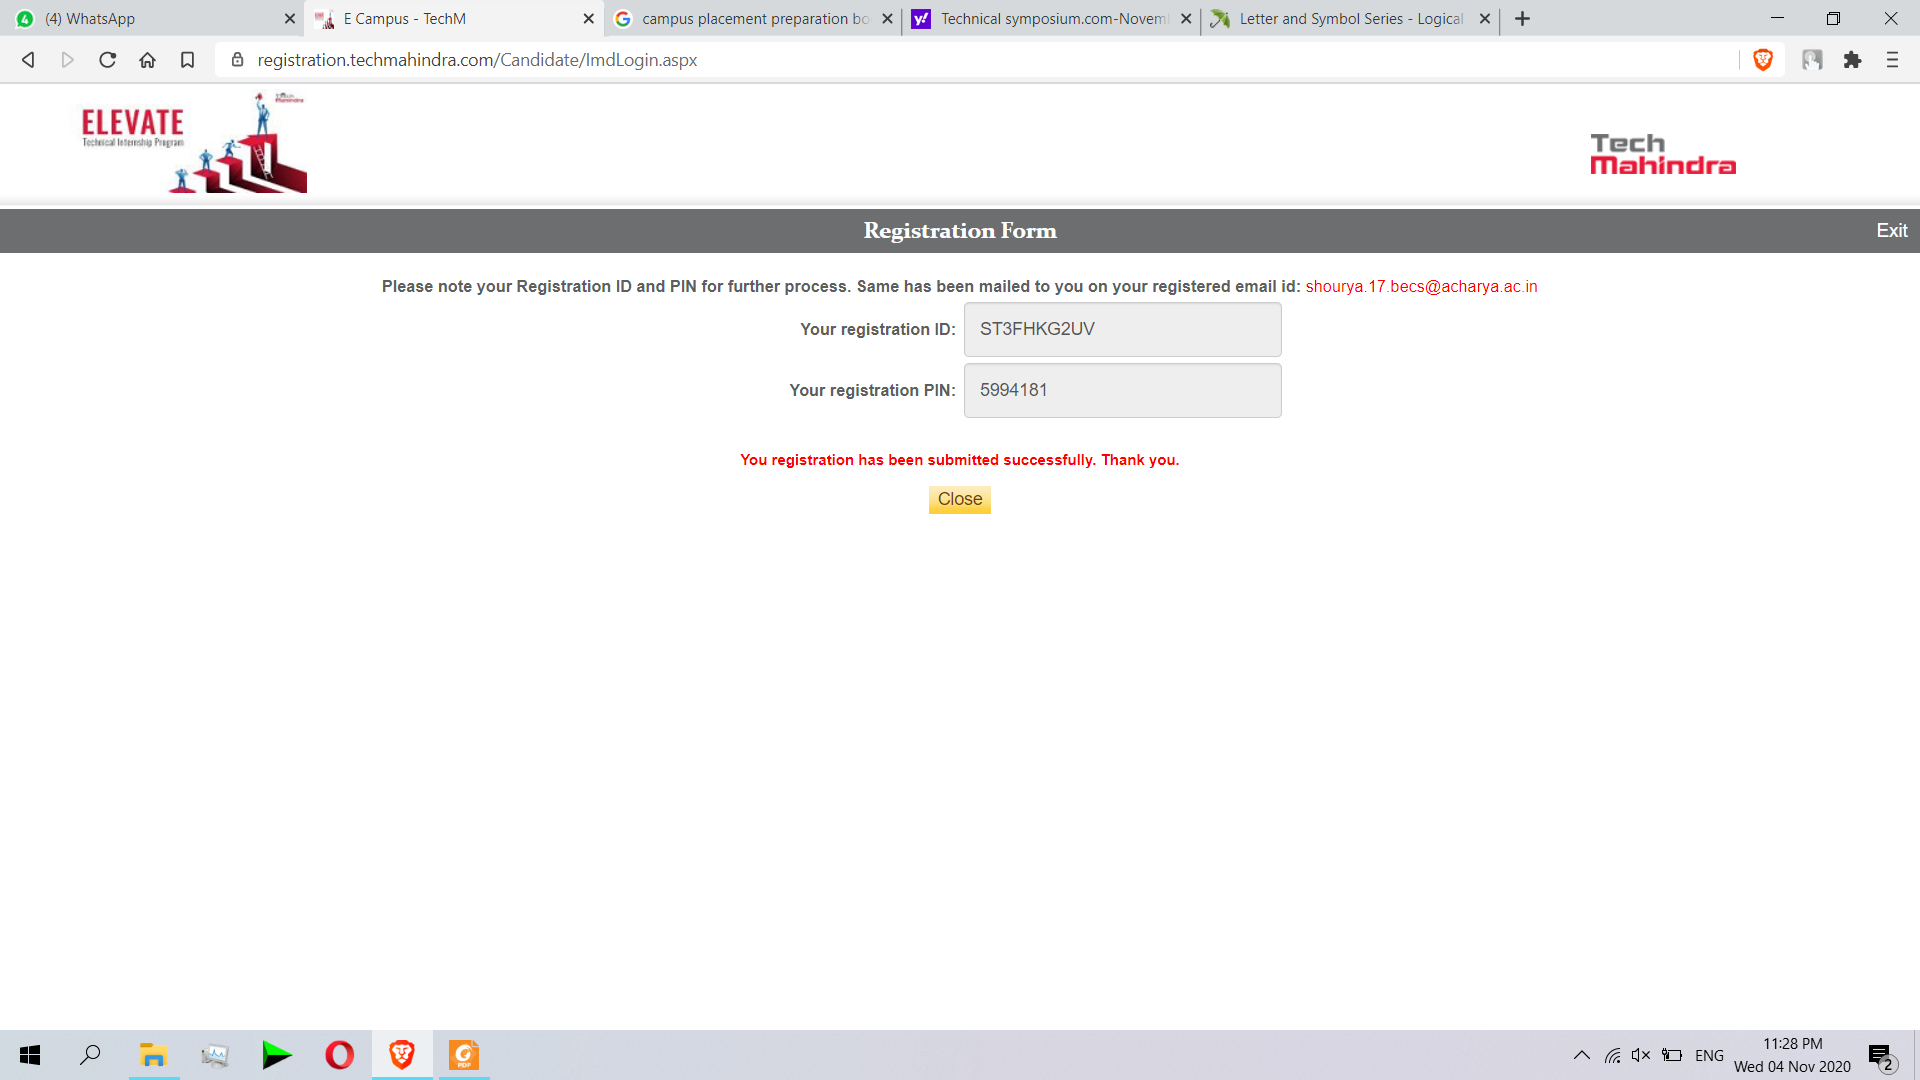 (4) WhatsApp
E Campus - TechM
campus placement preparation bo
Technical symposium.com-Novem
Letter and Symbol Series - Logical
registration.techmahindra.com/Candidate/ImdLogin.aspx
ELEVATE
Technical Internship Program
Tech
Mahindra
Registration Form
Exit
Please note your Registration ID and PIN for further process. Same has been mailed to you on your registered email id: shourya.17.becs@acharya.ac.in
Your registration ID: ST3FHKG2UV
Your registration PIN: 5994181
You registration has been submitted successfully. Thank you.
Close
ENG
11:28 PM
Wed 04 Nov 2020
2